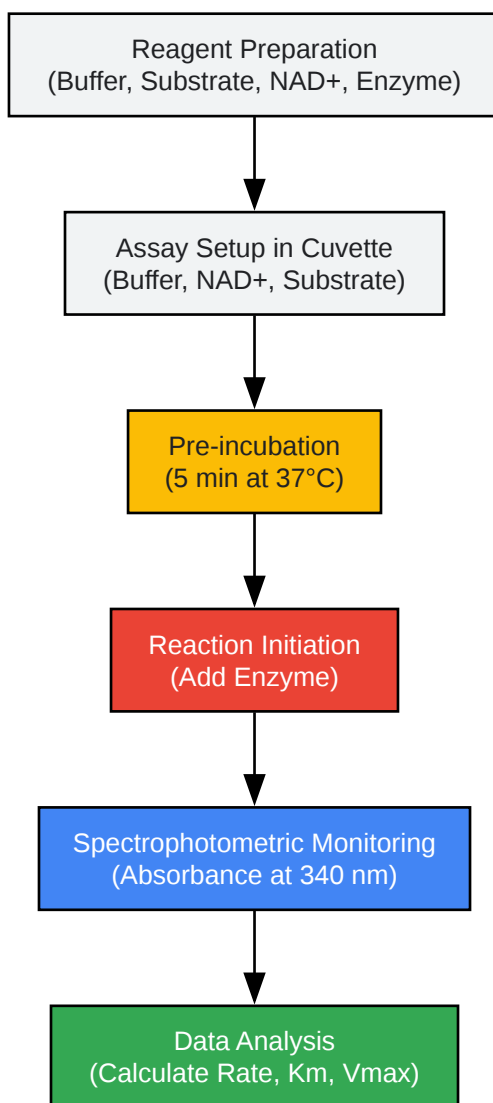 Reagent Preparation
(Buffer, Substrate, NAD+, Enzyme)
Assay Setup in Cuvette
(Buffer, NAD+, Substrate)
Pre-incubation
(5 min at 37°C)
Reaction Initiation
(Add Enzyme)
Spectrophotometric Monitoring
(Absorbance at 340 nm)
Data Analysis
(Calculate Rate, Km, Vmax)